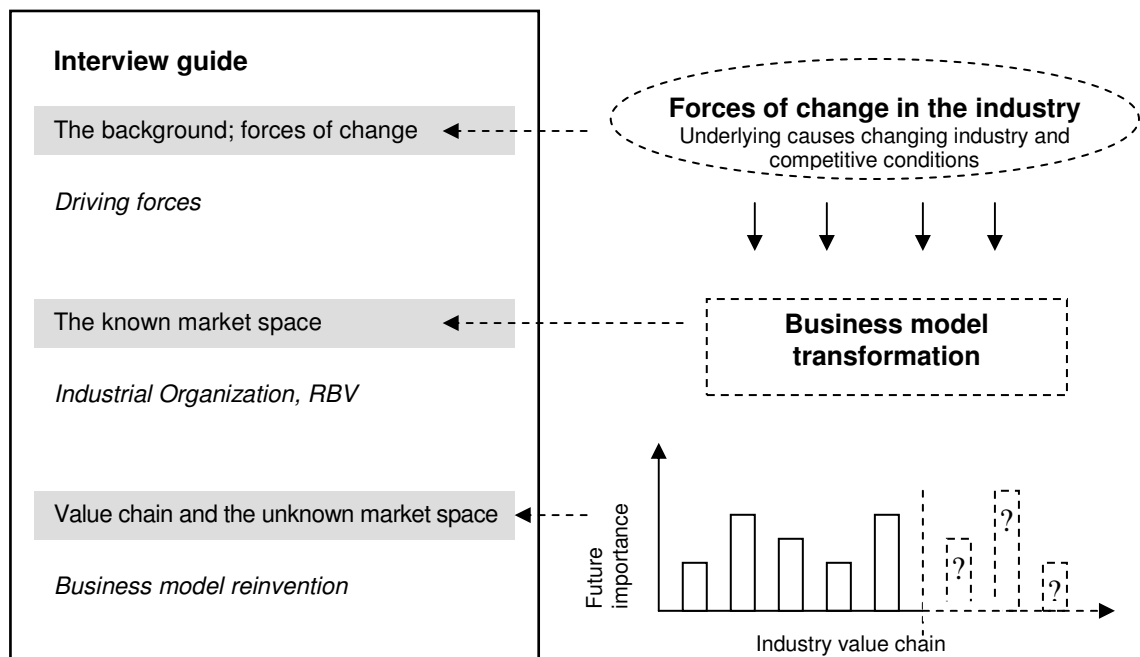 Interview guide
The background; forces of change
Driving forces
The known market space
Industrial Organization, RBV
Value chain and the unknown market space
Business model reinvention
Forces of change in the industry
Underlying causes changing industry and
competitive conditions
Business model
transformation
Future
importance
?
?
?
Industry value chain